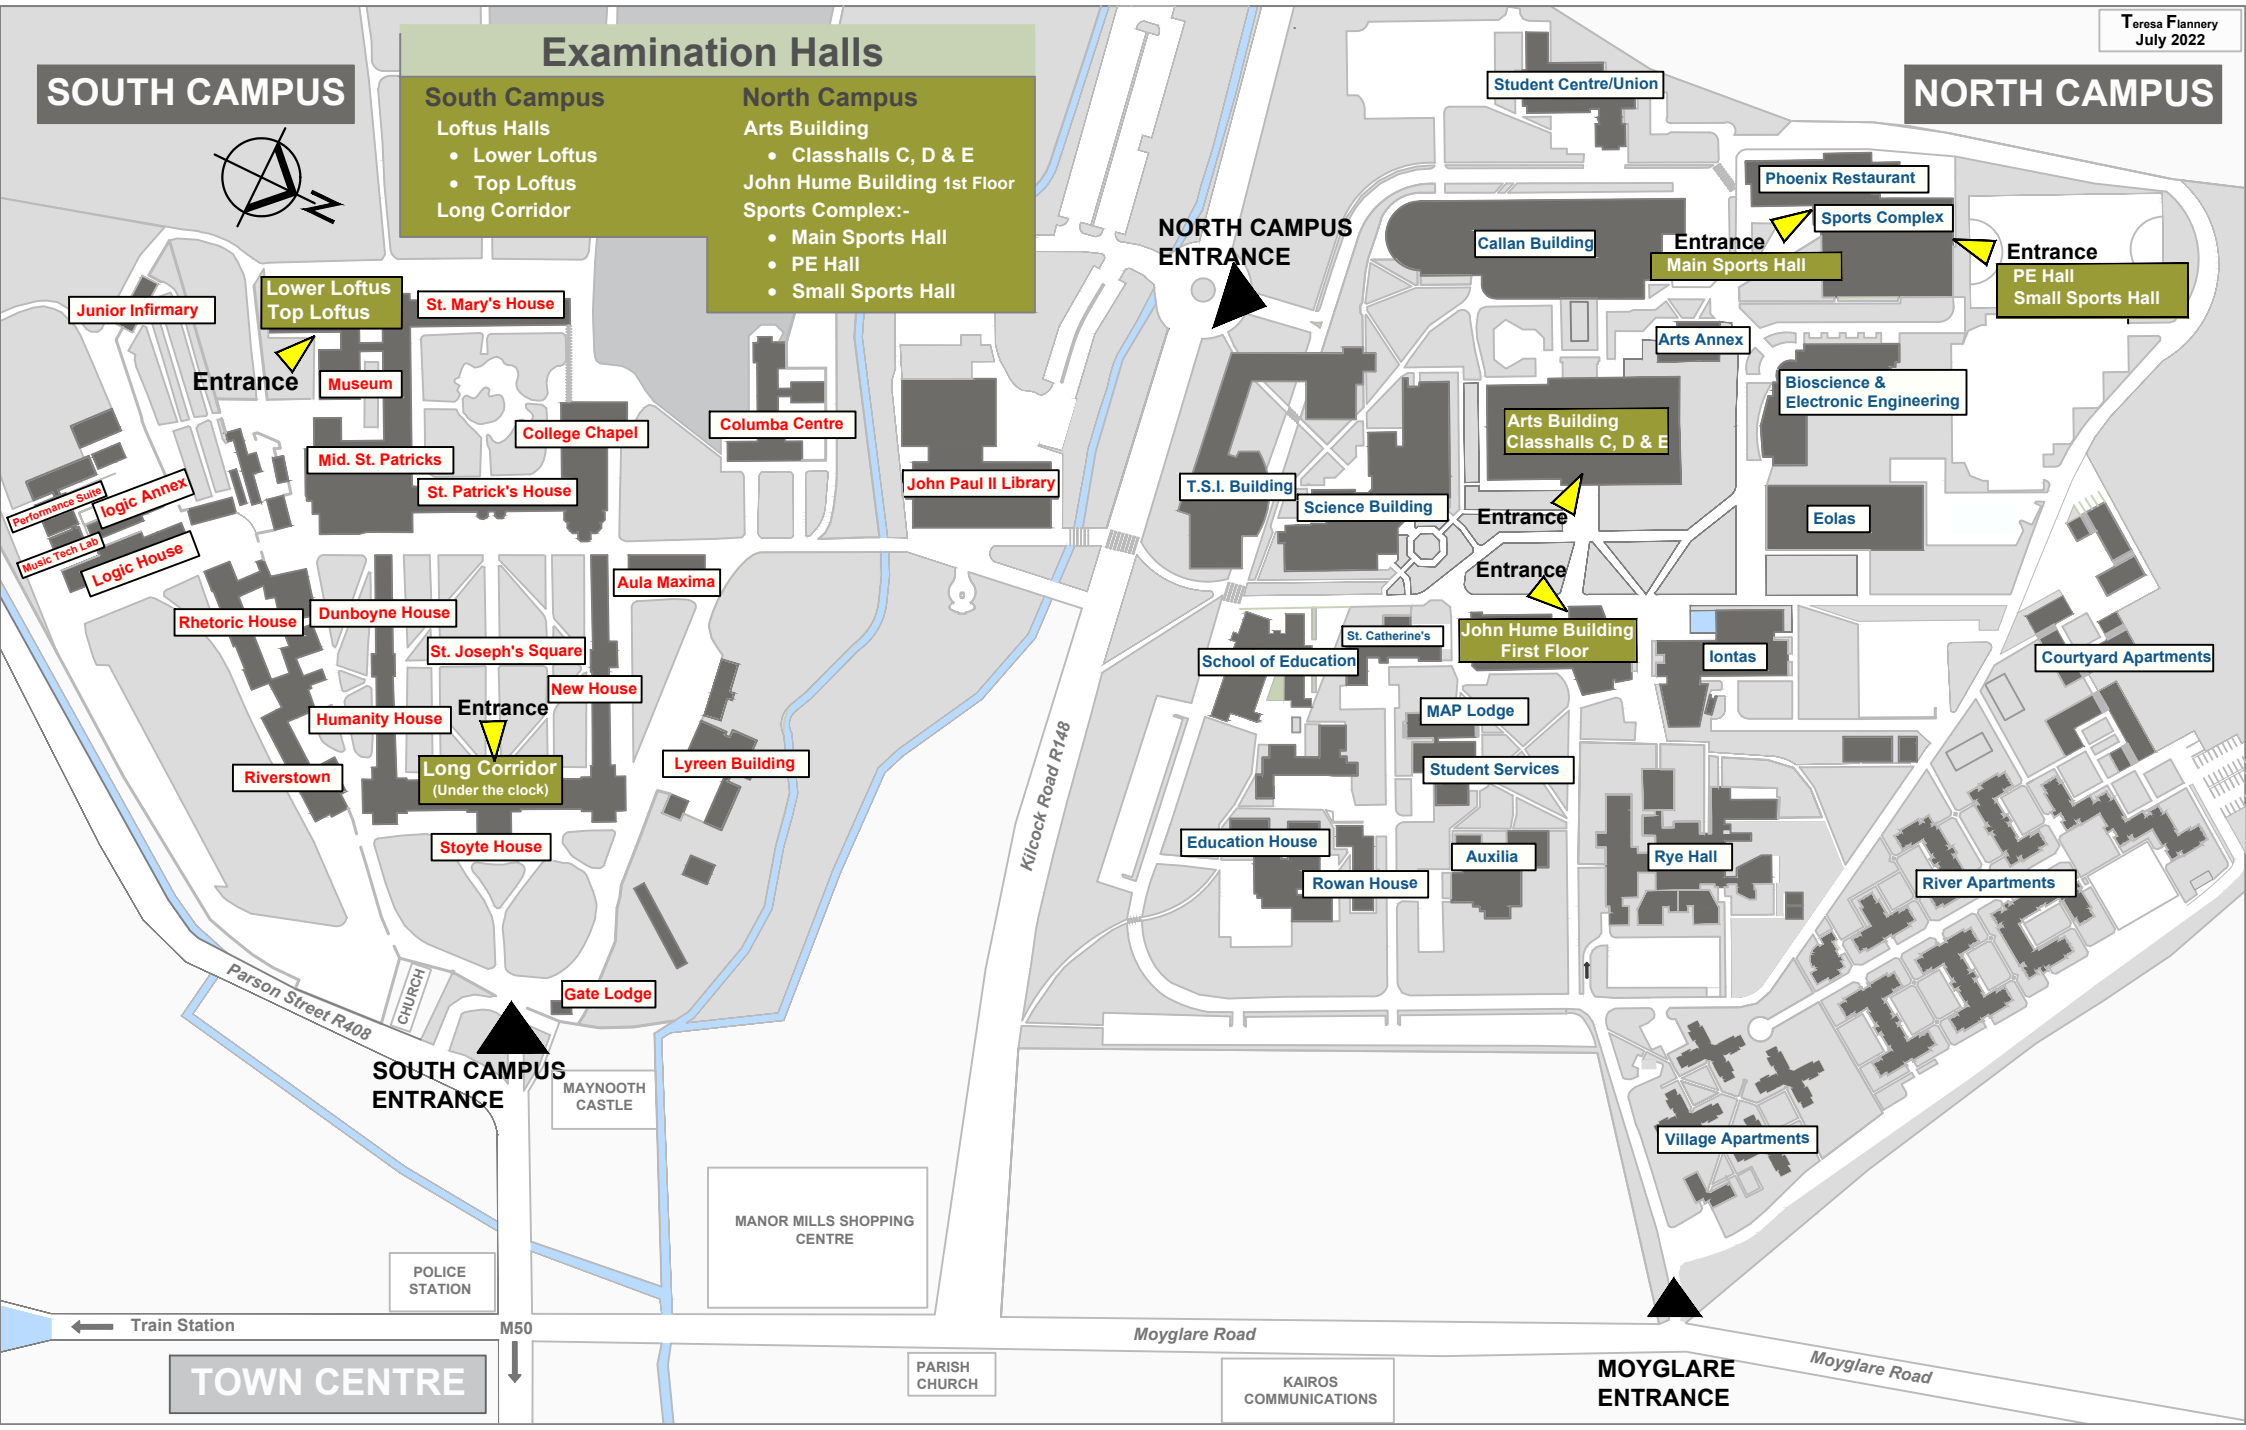 Teresa Flannery
July 2022
SOUTH CAMPUS
NORTH CAMPUS
Examination Halls
South Campus
Loftus Halls
• Lower Loftus
• Top Loftus
Long Corridor
North Campus
Arts Building
• Classhalls C, D & E
John Hume Building 1st Floor
Sports Complex:-
• Main Sports Hall
• PE Hall
• Small Sports Hall
N
Junior Infirmary
Lower Loftus
Top Loftus
St. Mary's House
Entrance
Museum
College Chapel
Columba Centre
Mid. St. Patricks
St. Patrick's House
John Paul II Library
Performance Suite
logic Annex
Music Tech Lab
Logic House
Aula Maxima
Rhetoric House
Dunboyne House
St. Joseph's Square
New House
Humanity House
Entrance
Long Corridor
(Under the clock)
Lyreen Building
Riverstown
Stoyte House
Gate Lodge
CHURCH
Parson Street R408
SOUTH CAMPUS
ENTRANCE
MAYNOOTH
CASTLE
MANOR MILLS SHOPPING
CENTRE
POLICE
STATION
Train Station
M50
TOWN CENTRE
PARISH
CHURCH
KAIROS
COMMUNICATIONS
Moyglare Road
Moyglare Road
MOYGLARE
ENTRANCE
Kilcock Road R148
NORTH CAMPUS
ENTRANCE
Student Centre/Union
Phoenix Restaurant
Sports Complex
Callan Building
Entrance
Main Sports Hall
Entrance
PE Hall
Small Sports Hall
Arts Annex
Bioscience &
Electronic Engineering
Arts Building
Classhalls C, D & E
Entrance
T.S.I. Building
Science Building
Eolas
Entrance
John Hume Building
First Floor
St. Catherine's
School of Education
Iontas
Courtyard Apartments
MAP Lodge
Student Services
Education House
Rowan House
Auxilia
Rye Hall
River Apartments
Village Apartments